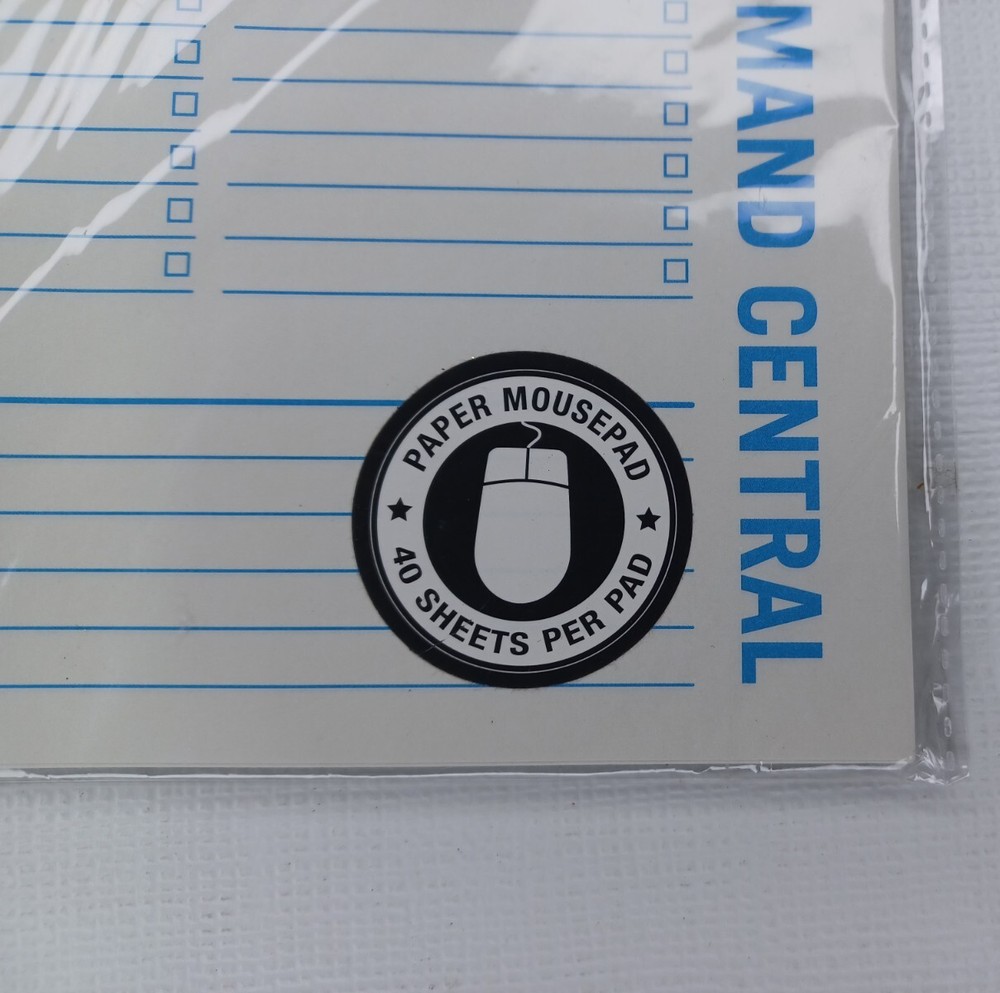 MAND CENTRAL
PAPER MOUSEPAD
40 SHEETS PER PAD